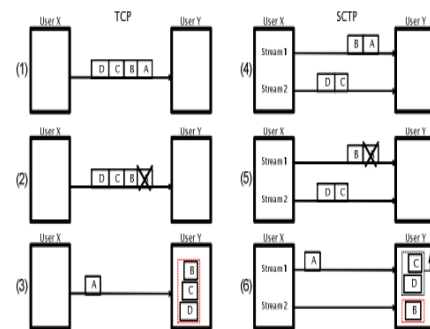 TCP
SCTP
User X
User Y
User X
User Y
(1)
D C B A
(4)
Stream 1
B A
Stream 2
D C
User X
User Y
User X
User Y
(2)
D C B
(5)
Stream 1
B
Stream 2
D C
User X
User Y
User X
User Y
(3)
A
B
C
D
(6)
Stream 1
A
C
D
Stream 2
B